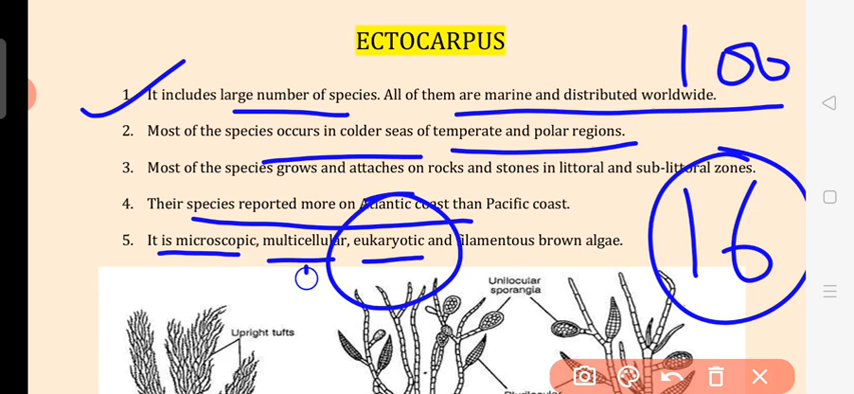 ECTOCARPUS
100
1. It includes large number of species. All of them are marine and distributed worldwide.
2. Most of the species occurs in colder seas of temperate and polar regions.
3. Most of the species grows and attaches on rocks and stones in littoral and sub-littoral zones.
4. Their species reported more on Atlantic coast than Pacific coast.
16
5. It is microscopic, multicellular, eukaryotic and filamentous brown algae.
Unilocular
sporangia
Upright tufts